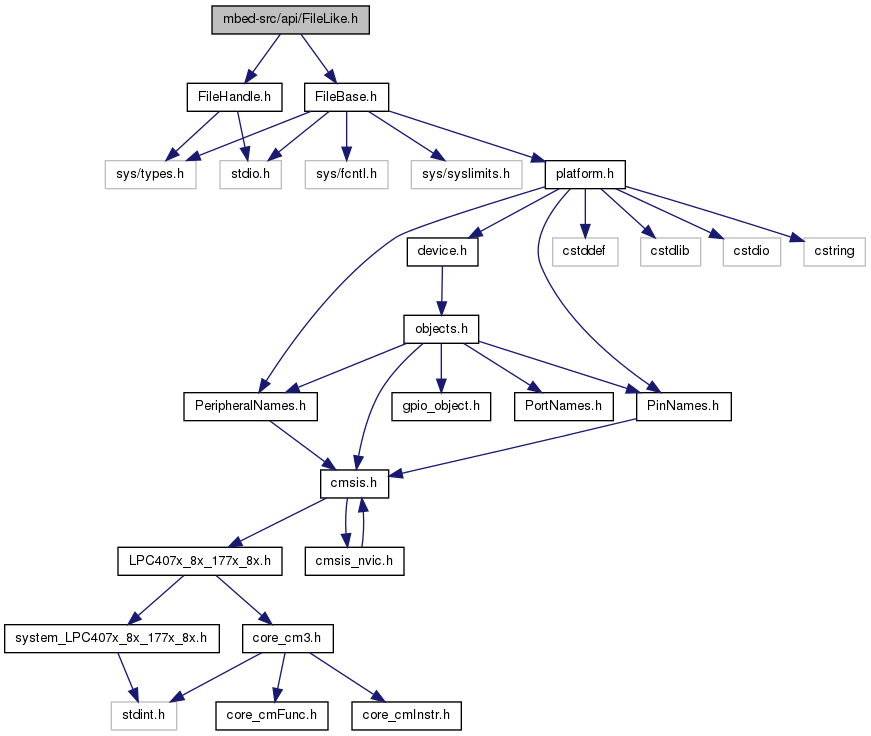 mbed-src/api/FileLike.h
FileHandle.h
FileBase.h
sys/types.h
stdio.h
sys/fcntl.h
sys/syslimits.h
platform.h
device.h
cstddef
cstdlib
cstdio
cstring
objects.h
PeripheralNames.h
gpio_object.h
PortNames.h
PinNames.h
cmsis.h
LPC407x_8x_177x_8x.h
cmsis_nvic.h
system_LPC407x_8x_177x_8x.h
core_cm3.h
stdint.h
core_cmFunc.h
core_cmInstr.h